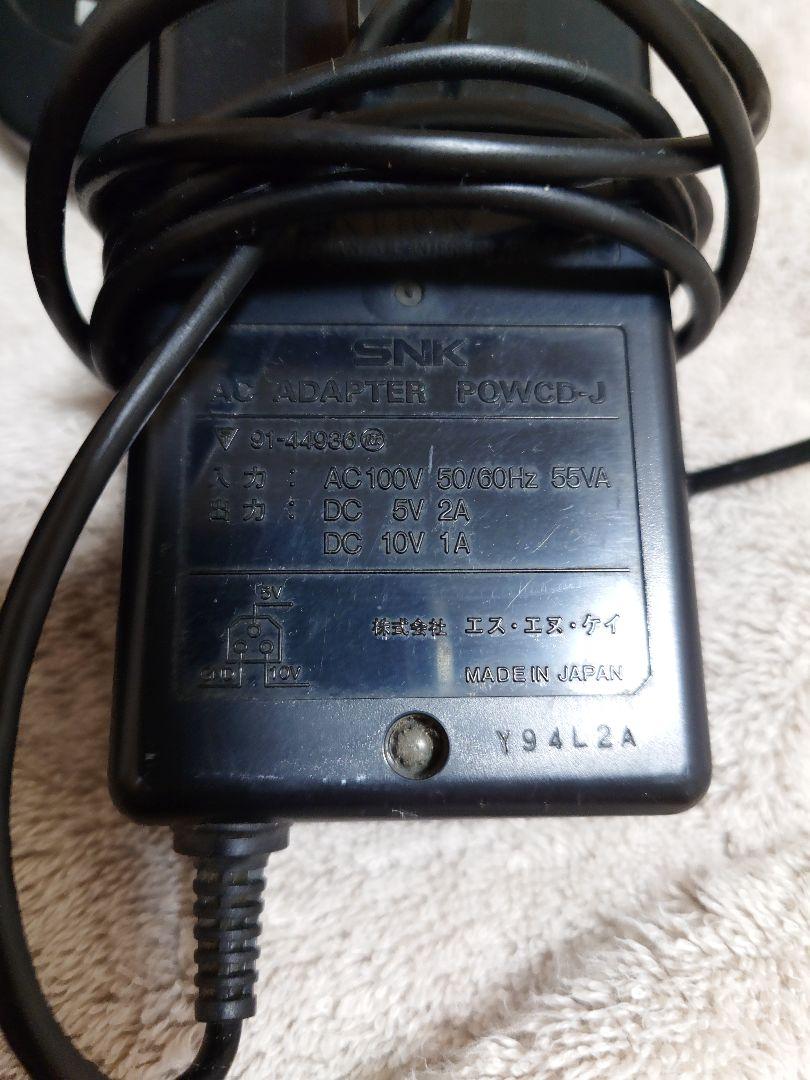 SNK
AC ADAPTER POWCD-J
▽ 91-44936
入力: AC100V 50/60Hz 55VA
出力: DC 5V 2A
DC 10V 1A
5V
GND 10V
株式会社 エス・エヌ・ケイ
MADE IN JAPAN
Y94L2A